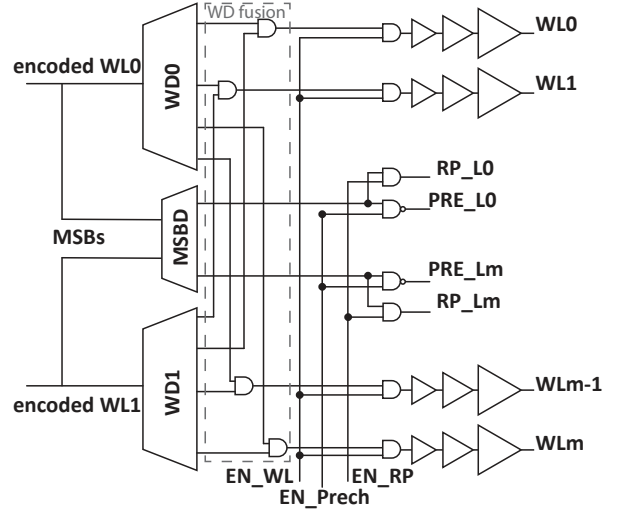 WD fusion
WL0
encoded WL0
WD0
WL1
RP_L0
PRE_L0
MSBs
MSBD
PRE_Lm
RP_Lm
WD1
WLm-1
encoded WL1
WLm
EN_WL
EN_RP
EN_Prech